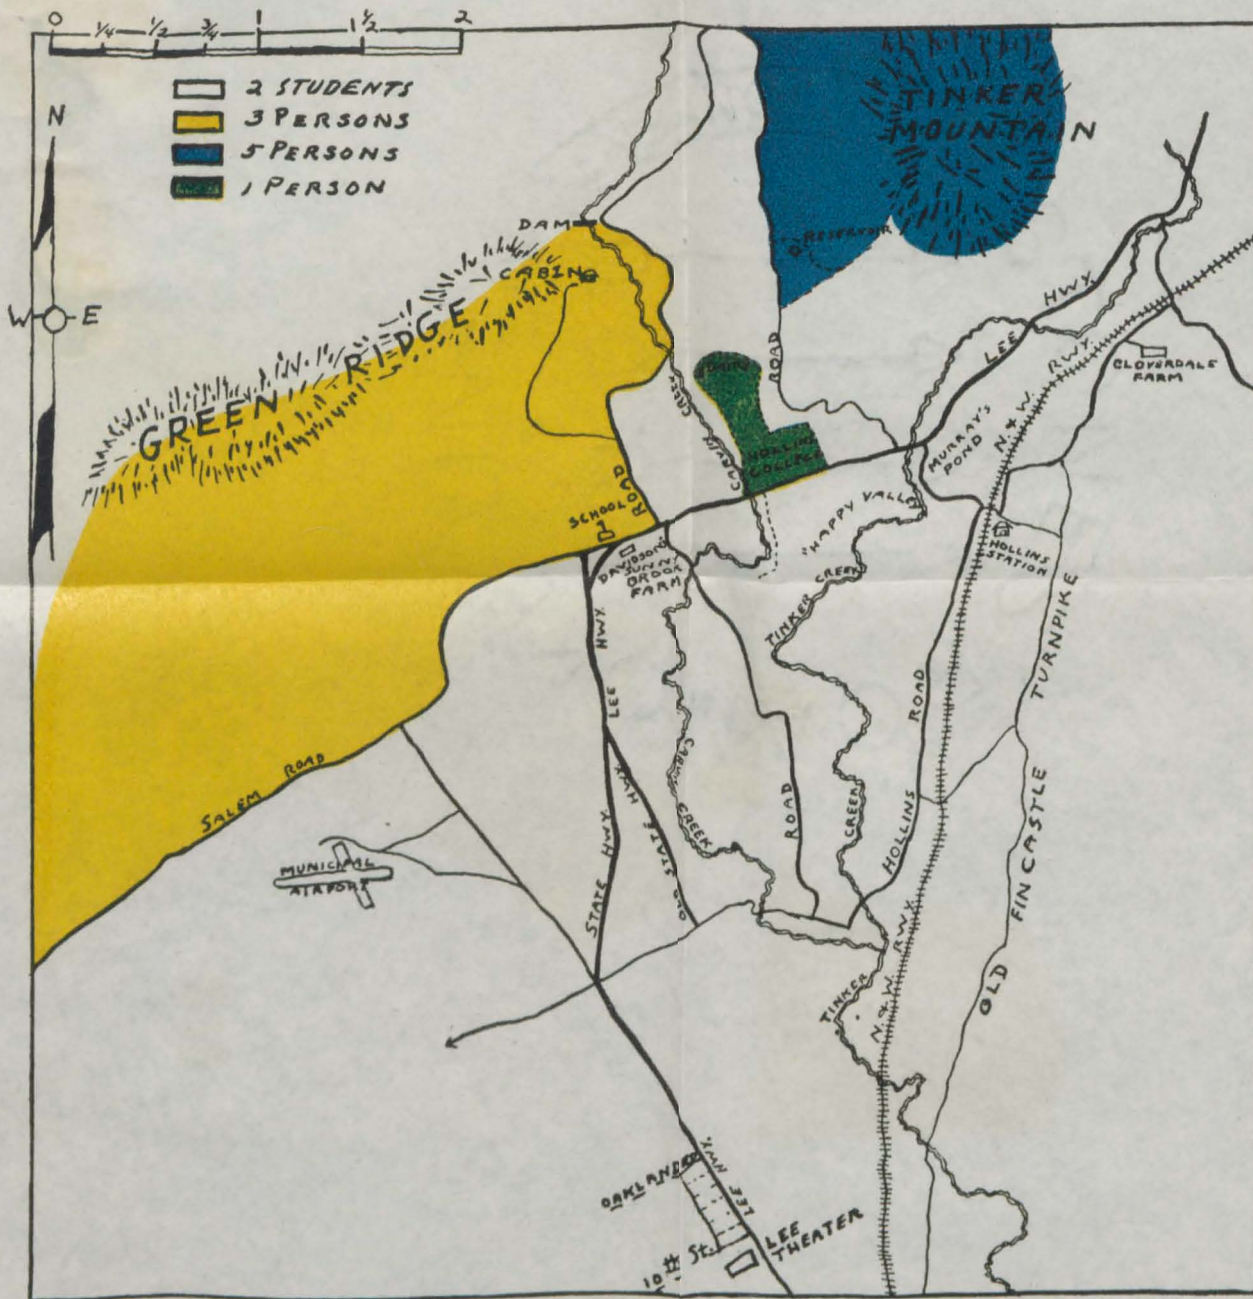 0 1/4 1/2 3/4 1 1 1/2 2
2 STUDENTS
3 PERSONS
5 PERSONS
1 PERSON
N
W E
TINKER
MOUNTAIN
RESERVOIR
DAM
CABINS
GREEN RIDGE
ROAD
LEE HWY.
N. & W. RWY.
CLOVERDALE
FARM
DAIRY
CARVIN CREEK
HOLLINS
COLLEGE
MURRAY'S
POND
SCHOOL
ROAD
"HAPPY VALLEY"
HOLLINS
STATION
DAVIDSON'S
SUNNY
BROOK
FARM
TINKER CREEK
LEE HWY.
STATE HWY.
OLD STATE HWY.
CARVIN
CREEK
ROAD
CREEK
HOLLINS ROAD
OLD FINCASTLE TURNPIKE
SALEM ROAD
MUNICIPAL
AIRPORT
TINKER
N. & W. RWY.
OAKLAND
LEE HWY.
10th St.
LEE
THEATER